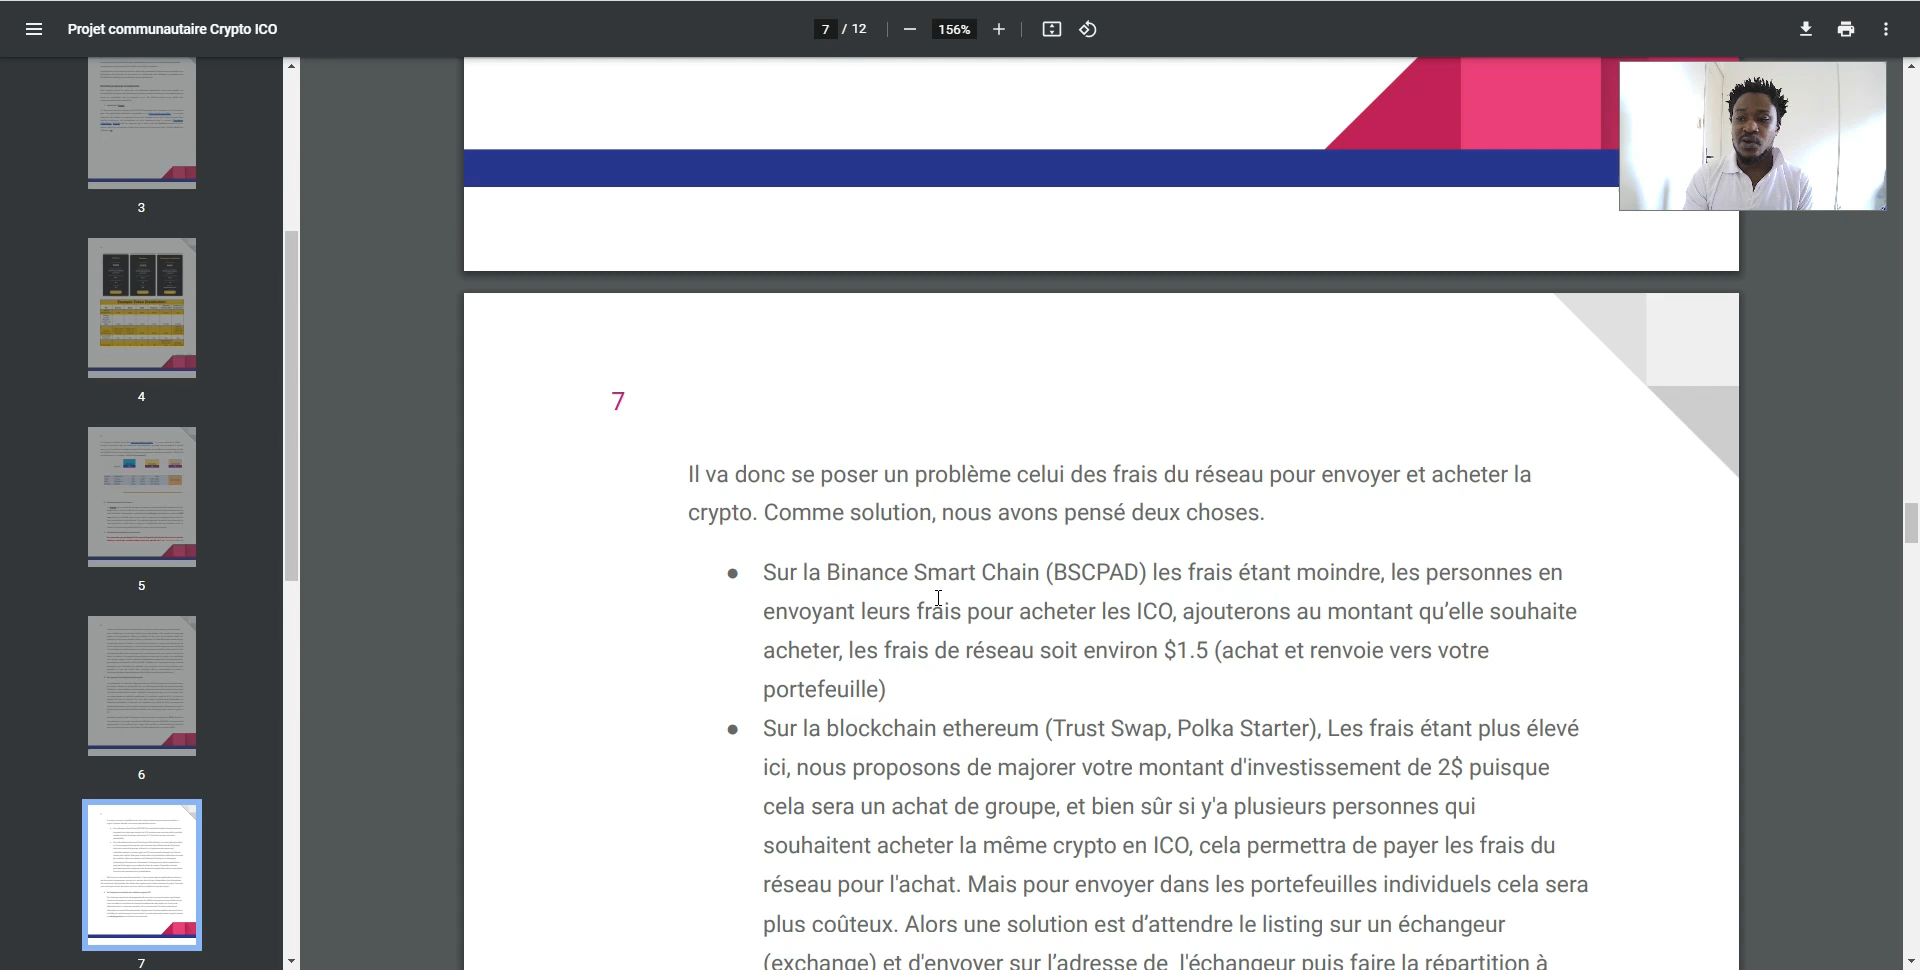 Projet communautaire Crypto ICO
7 / 12
156%
3
4
5
6
7
7
Il va donc se poser un problème celui des frais du réseau pour envoyer et acheter la
crypto. Comme solution, nous avons pensé deux choses.
● Sur la Binance Smart Chain (BSCPAD) les frais étant moindre, les personnes en
envoyant leurs frais pour acheter les ICO, ajouterons au montant qu’elle souhaite
acheter, les frais de réseau soit environ $1.5 (achat et renvoie vers votre
portefeuille)
● Sur la blockchain ethereum (Trust Swap, Polka Starter), Les frais étant plus élevé
ici, nous proposons de majorer votre montant d'investissement de 2$ puisque
cela sera un achat de groupe, et bien sûr si y'a plusieurs personnes qui
souhaitent acheter la même crypto en ICO, cela permettra de payer les frais du
réseau pour l'achat. Mais pour envoyer dans les portefeuilles individuels cela sera
plus coûteux. Alors une solution est d’attendre le listing sur un échangeur
(exchange) et d'envoyer sur l’adresse de l'échangeur puis faire la répartition à